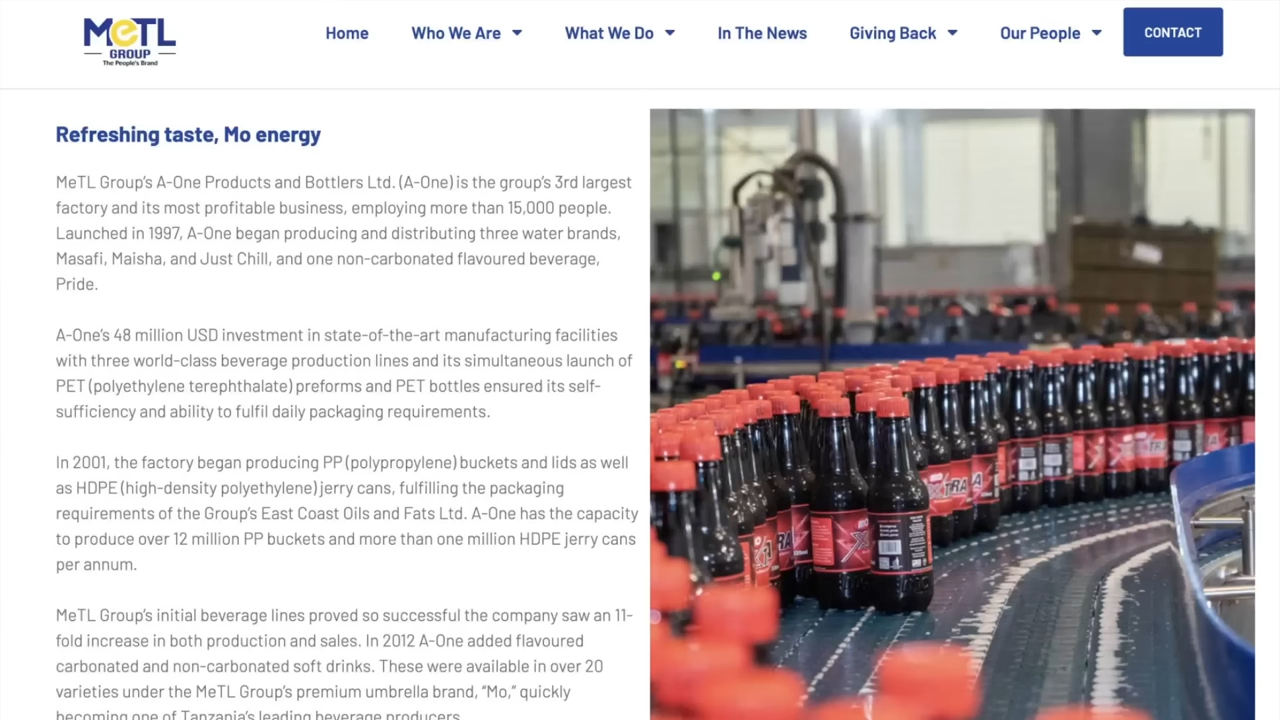 MeTL
GROUP
The People's Brand
Home
Who We Are
What We Do
In The News
Giving Back
Our People
CONTACT
Refreshing taste, Mo energy
MeTL Group's A-One Products and Bottlers Ltd. (A-One) is the group's 3rd largest
factory and its most profitable business, employing more than 15,000 people.
Launched in 1997, A-One began producing and distributing three water brands,
Masafi, Maisha, and Just Chill, and one non-carbonated flavoured beverage,
Pride.
A-One's 48 million USD investment in state-of-the-art manufacturing facilities
with three world-class beverage production lines and its simultaneous launch of
PET (polyethylene terephthalate) preforms and PET bottles ensured its self-
sufficiency and ability to fulfil daily packaging requirements.
In 2001, the factory began producing PP (polypropylene) buckets and lids as well
as HDPE (high-density polyethylene) jerry cans, fulfilling the packaging
requirements of the Group's East Coast Oils and Fats Ltd. A-One has the capacity
to produce over 12 million PP buckets and more than one million HDPE jerry cans
per annum.
MeTL Group's initial beverage lines proved so successful the company saw an 11-
fold increase in both production and sales. In 2012 A-One added flavoured
carbonated and non-carbonated soft drinks. These were available in over 20
varieties under the MeTL Group's premium umbrella brand, “Mo,” quickly
becoming one of Tanzania's leading beverage producers.